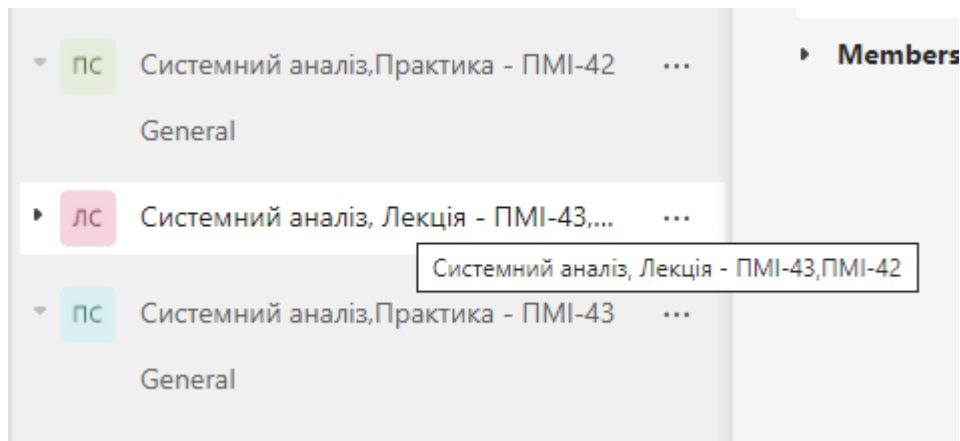 ПС Системний аналіз,Практика - ПМІ-42 ...
General
ЛС Системний аналіз, Лекція - ПМІ-43,... ...
Системний аналіз, Лекція - ПМІ-43,ПМІ-42
ПС Системний аналіз,Практика - ПМІ-43 ...
General
Members